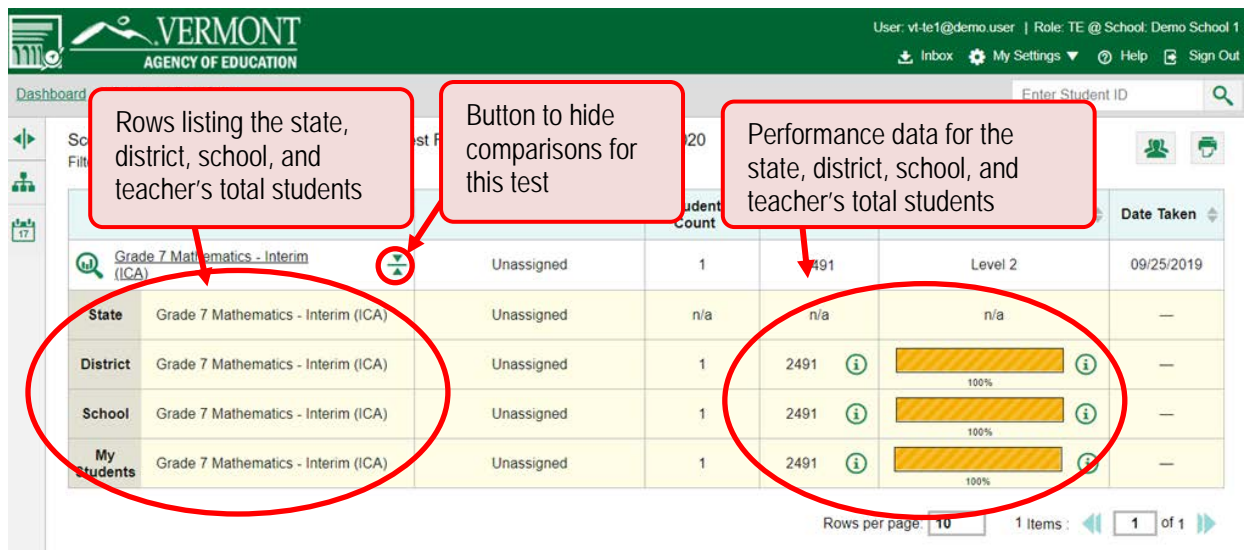 VERMONT
AGENCY OF EDUCATION
User: vt-te1@demo.user | Role: TE @ School: Demo School 1
Inbox My Settings Help Sign Out
Dashboard
Enter Student ID
Rows listing the state,
district, school, and
teacher's total students
Button to hide
comparisons for
this test
Performance data for the
state, district, school, and
teacher's total students
17
Count
Date Taken
Grade 7 Mathematics - Interim
(ICA)
Unassigned 1 491 Level 2 09/25/2019
State Grade 7 Mathematics - Interim (ICA) Unassigned n/a n/a n/a —
District Grade 7 Mathematics - Interim (ICA) Unassigned 1 2491 —
100%
School Grade 7 Mathematics - Interim (ICA) Unassigned 1 2491 —
100%
My
Students
Grade 7 Mathematics - Interim (ICA) Unassigned 1 2491 —
100%
Rows per page: 10 1 Items : 1 of 1